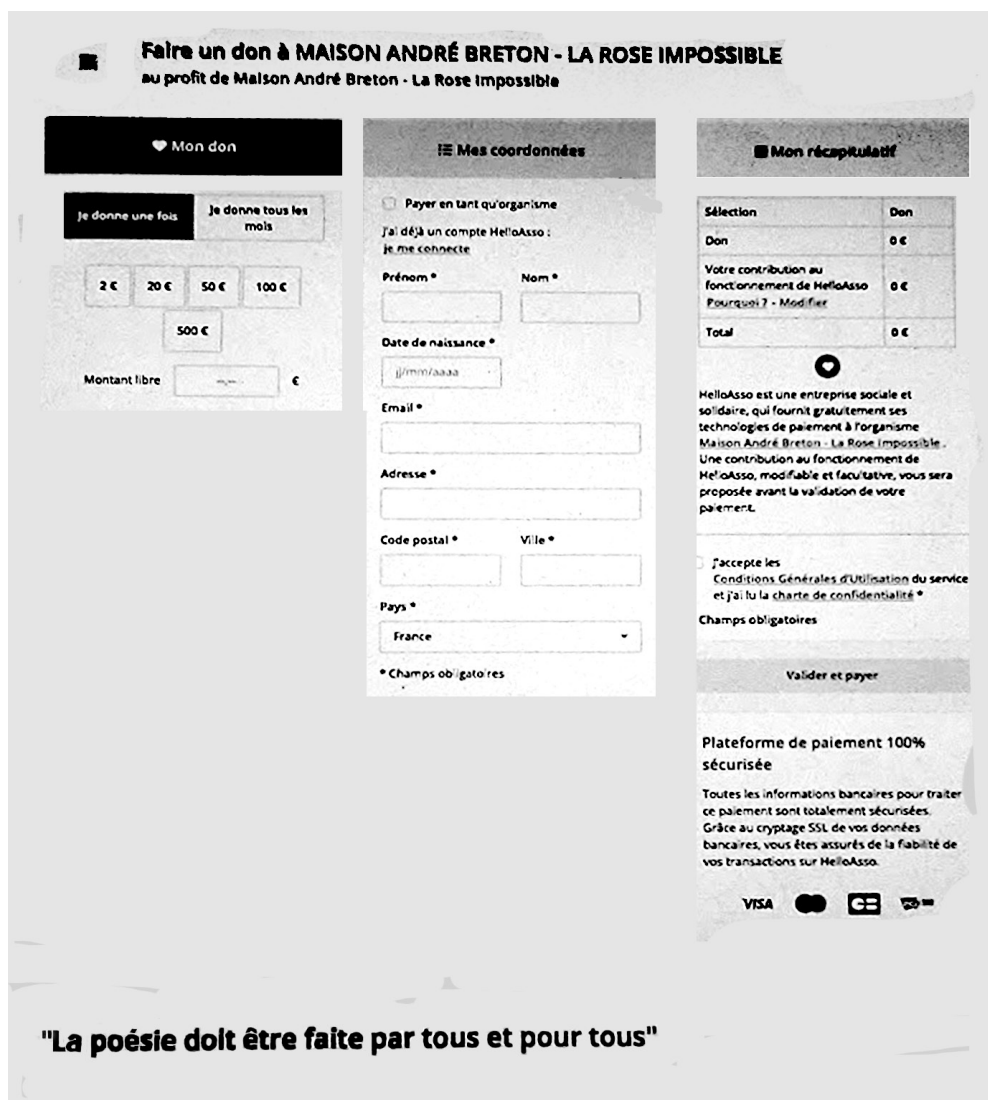 Faire un don à MAISON ANDRÉ BRETON - LA ROSE IMPOSSIBLE
au profit de Maison André Breton - La Rose Impossible
Mon don
Je donne une fois
Je donne tous les
mois
2 €
20 €
50 €
100 €
500 €
Montant libre
--,--
€
Mes coordonnées
Payer en tant qu'organisme
J'ai déjà un compte HelloAsso :
je me connecte
Prénom *
Nom *
Date de naissance *
jj/mm/aaaa
Email *
Adresse *
Code postal *
Ville *
Pays *
France
* Champs obligatoires
Mon récapitulatif
Sélection Don
Don 0 €
Votre contribution au
fonctionnement de HelloAsso 0 €
Pourquoi ? - Modifier
Total 0 €
HelloAsso est une entreprise sociale et
solidaire, qui fournit gratuitement ses
technologies de paiement à l'organisme
Maison André Breton - La Rose Impossible .
Une contribution au fonctionnement de
HelloAsso, modifiable et facultative, vous sera
proposée avant la validation de votre
paiement.
J'accepte les
Conditions Générales d'Utilisation du service
et j'ai lu la charte de confidentialité *
Champs obligatoires
Valider et payer
Plateforme de paiement 100%
sécurisée
Toutes les informations bancaires pour traiter
ce paiement sont totalement sécurisées.
Grâce au cryptage SSL de vos données
bancaires, vous êtes assurés de la fiabilité de
vos transactions sur HelloAsso.
VISA
CB
"La poésie doit être faite par tous et pour tous"